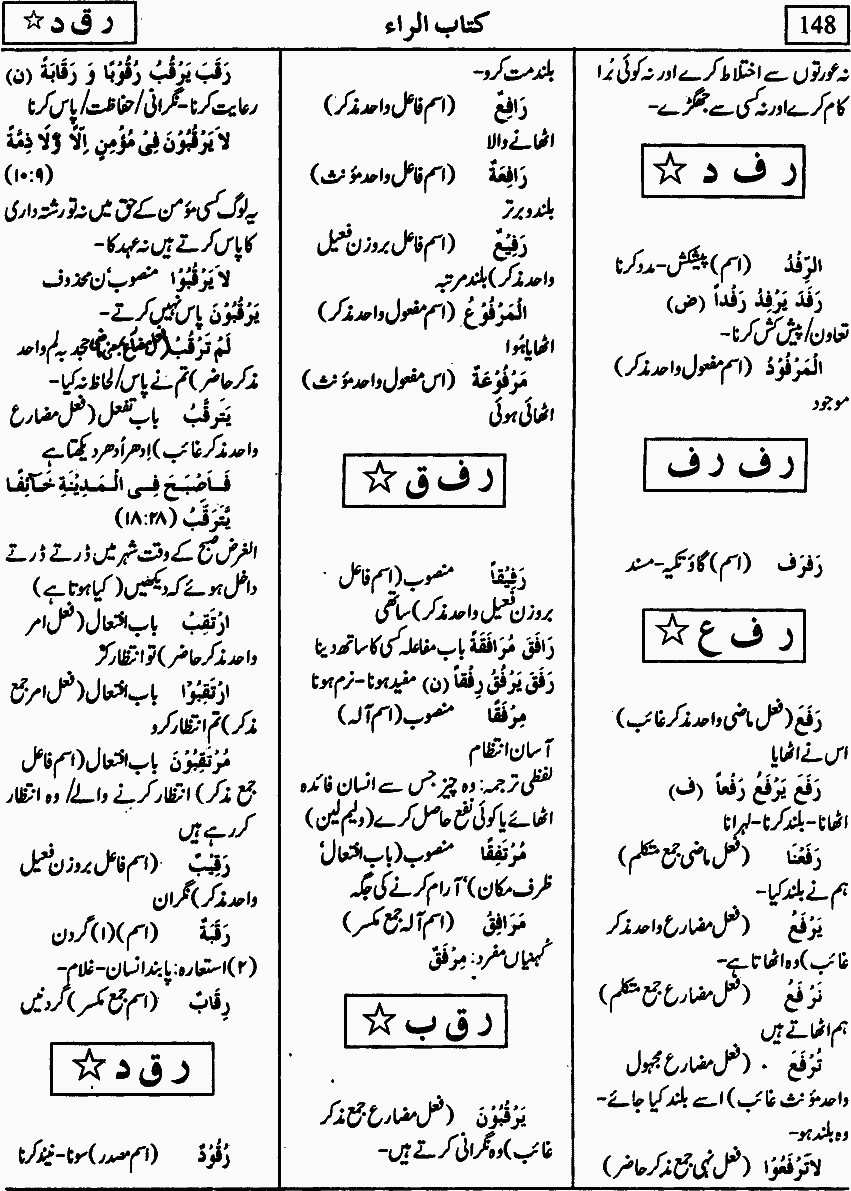 148
کتاب الراء
ر ق د ☆
نہ عورتوں سے اختلاط کرے اور نہ کوئی بُرا
کام کرے اور نہ کسی سے جھگڑے-
ر ف د ☆
الرِّفْدُ (اسم) پیشکش-مدد کرنا
رَفَدَ یَرْفِدُ رَفْداً (ض)
تعاون/پیش کش کرنا-
الْمَرْفُوْدُ (اسم مفعول واحد مذکر)
موجود
ر ف ر ف
رَفرَف (اسم) گاؤ تکیہ-مسند
ر ف ع ☆
رَفَعَ (فعل ماضی واحد مذکر غائب)
اس نے اٹھایا
رَفَعَ یَرْفَعُ رَفْعاً (ف)
اٹھانا-بلند کرنا-لہرانا
رَفَعْنَا (فعل ماضی جمع متکلم)
ہم نے بلند کیا-
یَرْفَعُ (فعل مضارع واحد مذکر
غائب) وہ اٹھاتا ہے-
نَرْفَعُ (فعل مضارع جمع متکلم)
ہم اٹھاتے ہیں
تُرْفَعَ (فعل مضارع مجہول
واحد مؤنث غائب) اسے بلند کیا جائے-
وہ بلند ہو-
لَا تَرْفَعُوْا (فعل نہی جمع مذکر حاضر)
بلند مت کرو-
رَافِعٌ (اسم فاعل واحد مذکر)
اٹھانے والا
رَافِعَةٌ (اسم فاعل واحد مؤنث)
بلند و برتر
رَفِیْعٌ (اسم فاعل بروزن فعیل
واحد مذکر) بلند مرتبہ
الْمَرْفُوْعُ (اسم مفعول واحد مذکر)
اٹھایا ہُوا
مَرْفُوْعَةٌ (اس مفعول واحد مؤنث)
اٹھائی ہوئی
ر ف ق ☆
رَفِیْقاً منصوب (اسم فاعل
بروزن فعیل واحد مذکر) ساتھی
رَافَقَ مُرَافَقَةً باب مفاعلہ کسی کا ساتھ دینا
رَفَقَ یَرْفُقُ رِفْقاً (ن) مفید ہونا-نرم ہونا
مِرْفَقًا منصوب (اسم آلہ)
آسان انتظام
لفظی ترجمہ: وہ چیز جس سے انسان فائدہ
اٹھائے یا کوئی نفع حاصل کرے (ولیم لین)
مُرْتَفِقًا منصوب (باب افتعال'
ظرف مکان)، آرام کرنے کی جگہ
مَرَافِقُ (اسم آلہ جمع مکسر)
کُہنیاں مفرد: مِرْفَقٌ
ر ق ب ☆
یَرْقُبُوْنَ (فعل مضارع جمع مذکر
غائب) وہ نگرانی کرتے ہیں-
رَقَبَ یَرْقُبُ رُقُوْبًا وَ رَقَابَةً (ن)
رعایت کرنا-نگرانی/حفاظت/پاس کرنا
لَا یَرْقُبُوْنَ فِیْ مُؤْمِنٍ اِلًّا وَّلَا ذِمَّةً
(۱۰:۹)
یہ لوگ کسی مؤمن کے حق میں نہ تو رشتہ داری
کا پاس کرتے ہیں نہ عہد کا-
لَا یَرْقُبُوْا منصوب' ن محذوف
یَرْقُبُوْنَ پاس نہیں کرتے-
لَمْ تَرْقُبْ (فعل مضارع بمعنی ماضی جحد بہ لم واحد
مذکر حاضر) تم نے پاس/لحاظ نہ کیا-
یَتَرَقَّبُ باب تفعل (فعل مضارع
واحد مذکر غائب) اِدھر اُدھر دیکھتا ہے
فَاَصْبَحَ فِی الْمَدِیْنَةِ خَآئِفًا
یَّتَرَقَّبُ (۱۸:۲۸)
الغرض صبح کے وقت شہر میں ڈرتے ڈرتے
داخل ہوئے کہ دیکھیں (کیا ہوتا ہے)
ارْتَقِبْ باب افتعال (فعل امر
واحد مذکر حاضر) تو انتظار کر'
ارْتَقِبُوْا باب افتعال (فعل امر جمع
مذکر) تم انتظار کرو
مُرْتَقِبُوْنَ باب افتعال (اسم فاعل
جمع مذکر) انتظار کرنے والے/وہ انتظار
کر رہے ہیں
رَقِیْبٌ (اسم فاعل بروزن فعیل
واحد مذکر) نگران
رَقَبَةٌ (اسم) (۱) گردن
(۲) استعارہ: پابند انسان-غلام-
رِقَابٌ (اسم جمع مکسر) گردنیں
ر ق د ☆
رُقُوْدٌ (اسم مصدر) سونا-نیند کرنا